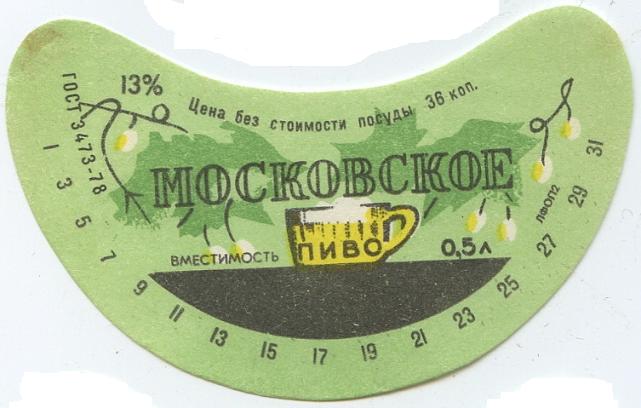 ГОСТ 3473-78
13%
Цена без стоимости посуды 36 коп.
МОСКОВСКОЕ
ПИВО
ВМЕСТИМОСТЬ 0,5 л
ЛФОП2
1 3 5 7 9 11 13 15 17 19 21 23 25 27 29 31